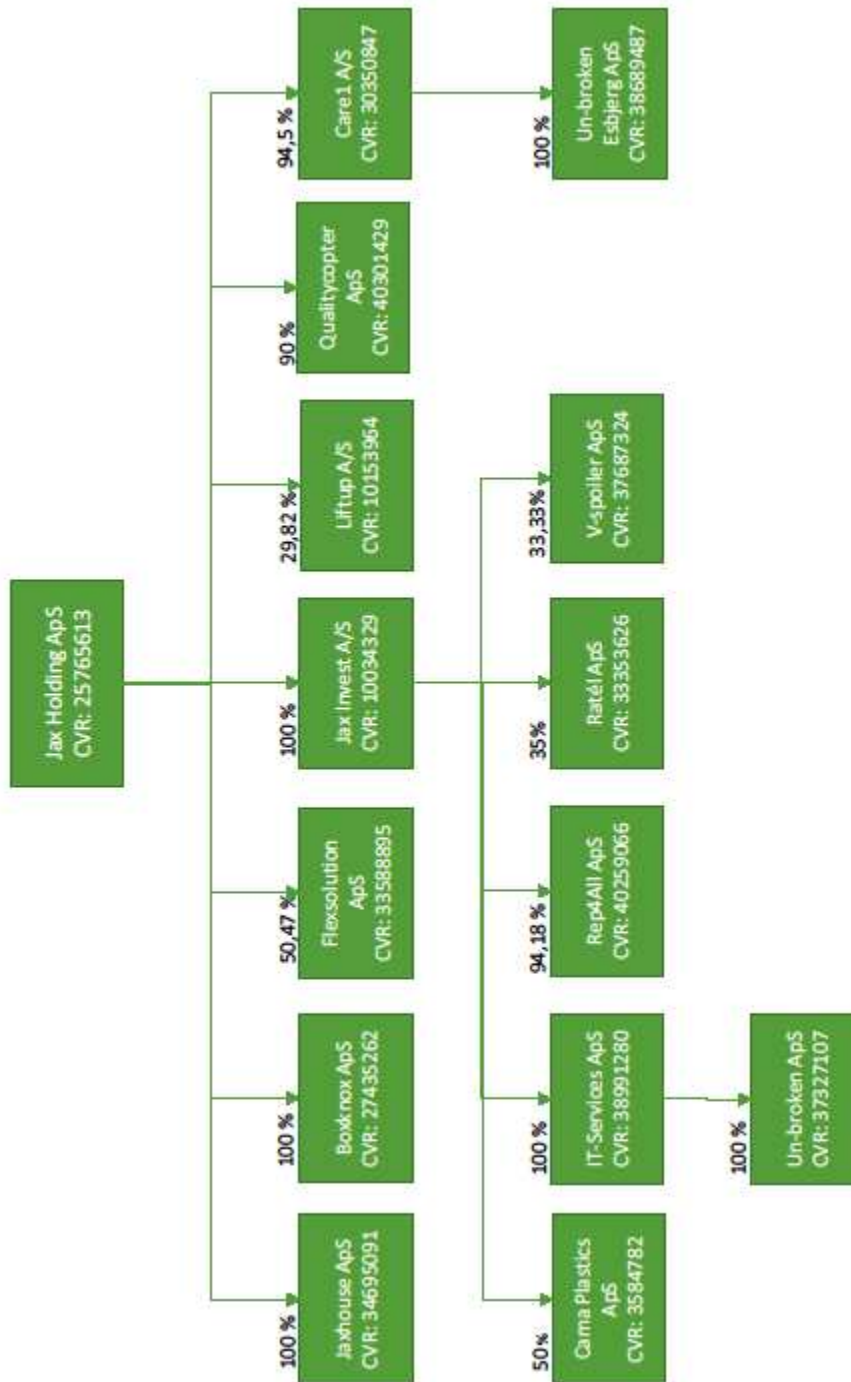 Jax Holding ApS
CVR: 25765613
100 %
Jaxhouse ApS
CVR: 34695091
100 %
Boxknox ApS
CVR: 27435262
50,47 %
Flexsolution
ApS
CVR: 33588895
100 %
Jax Invest A/S
CVR: 10034329
29,82 %
Liftup A/S
CVR: 10153964
90 %
Qualitycopter
ApS
CVR: 40301429
94,5 %
Care1 A/S
CVR: 30350847
50%
Cama Plastics
ApS
CVR: 3584782
100 %
IT-Services ApS
CVR: 38991280
94,18 %
Rep4All ApS
CVR: 40259066
35%
Ratél ApS
CVR: 33353626
33,33%
V-spoiler ApS
CVR: 37687324
100 %
Un-broken
Esbjerg ApS
CVR: 38689487
100 %
Un-broken ApS
CVR: 37327107